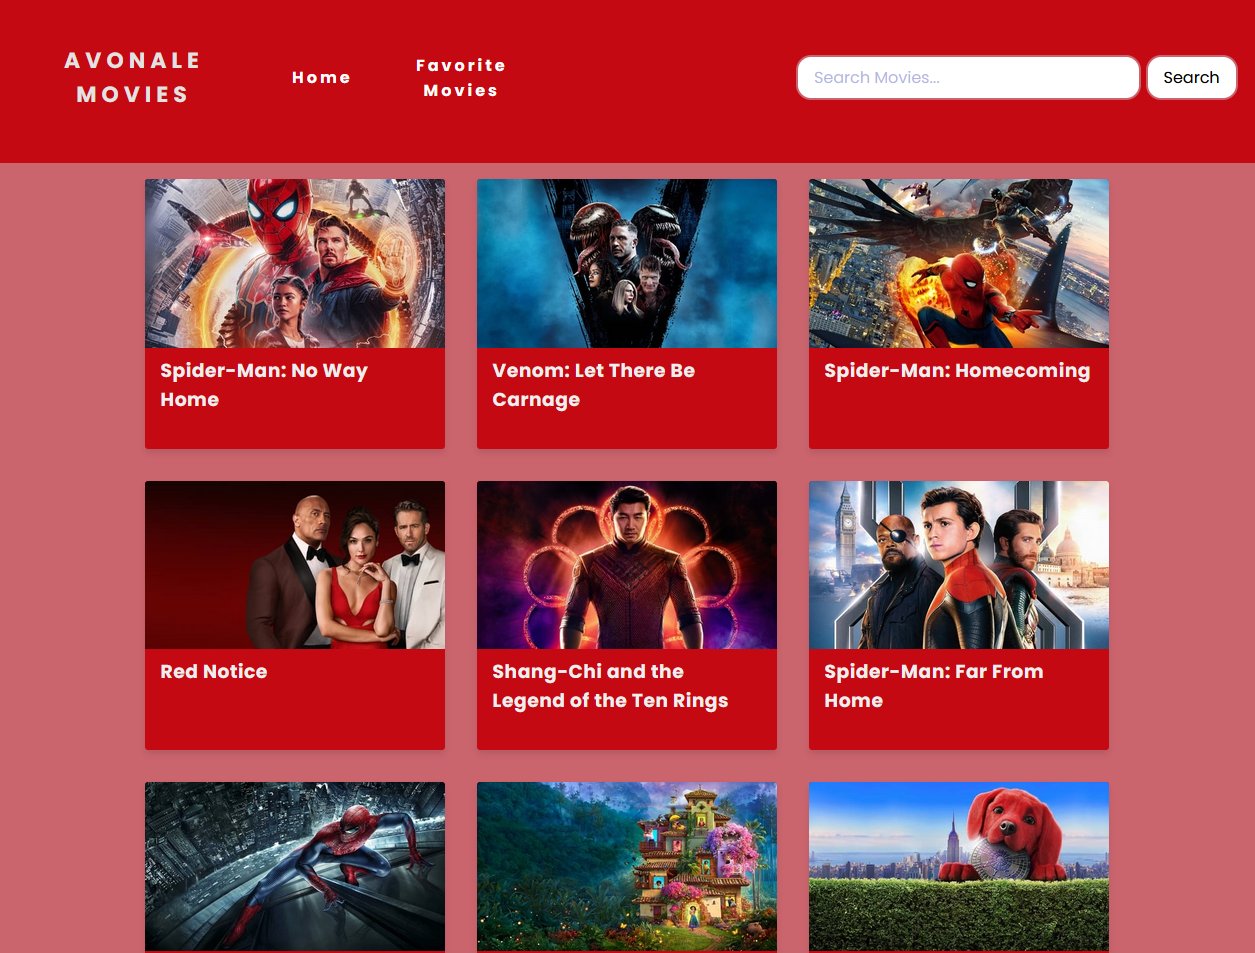 AVONALE
MOVIES
Home
Favorite
Movies
Search Movies...
Search
Spider-Man: No Way
Home
Venom: Let There Be
Carnage
Spider-Man: Homecoming
Red Notice
Shang-Chi and the
Legend of the Ten Rings
Spider-Man: Far From
Home